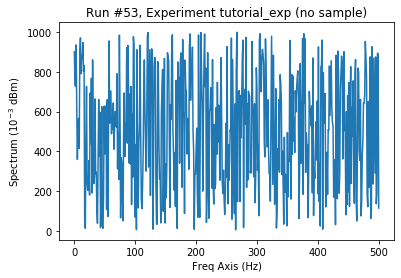 Run #53, Experiment tutorial_exp (no sample)
1000
800
600
400
200
0
Spectrum (10⁻³ dBm)
0 100 200 300 400 500
Freq Axis (Hz)